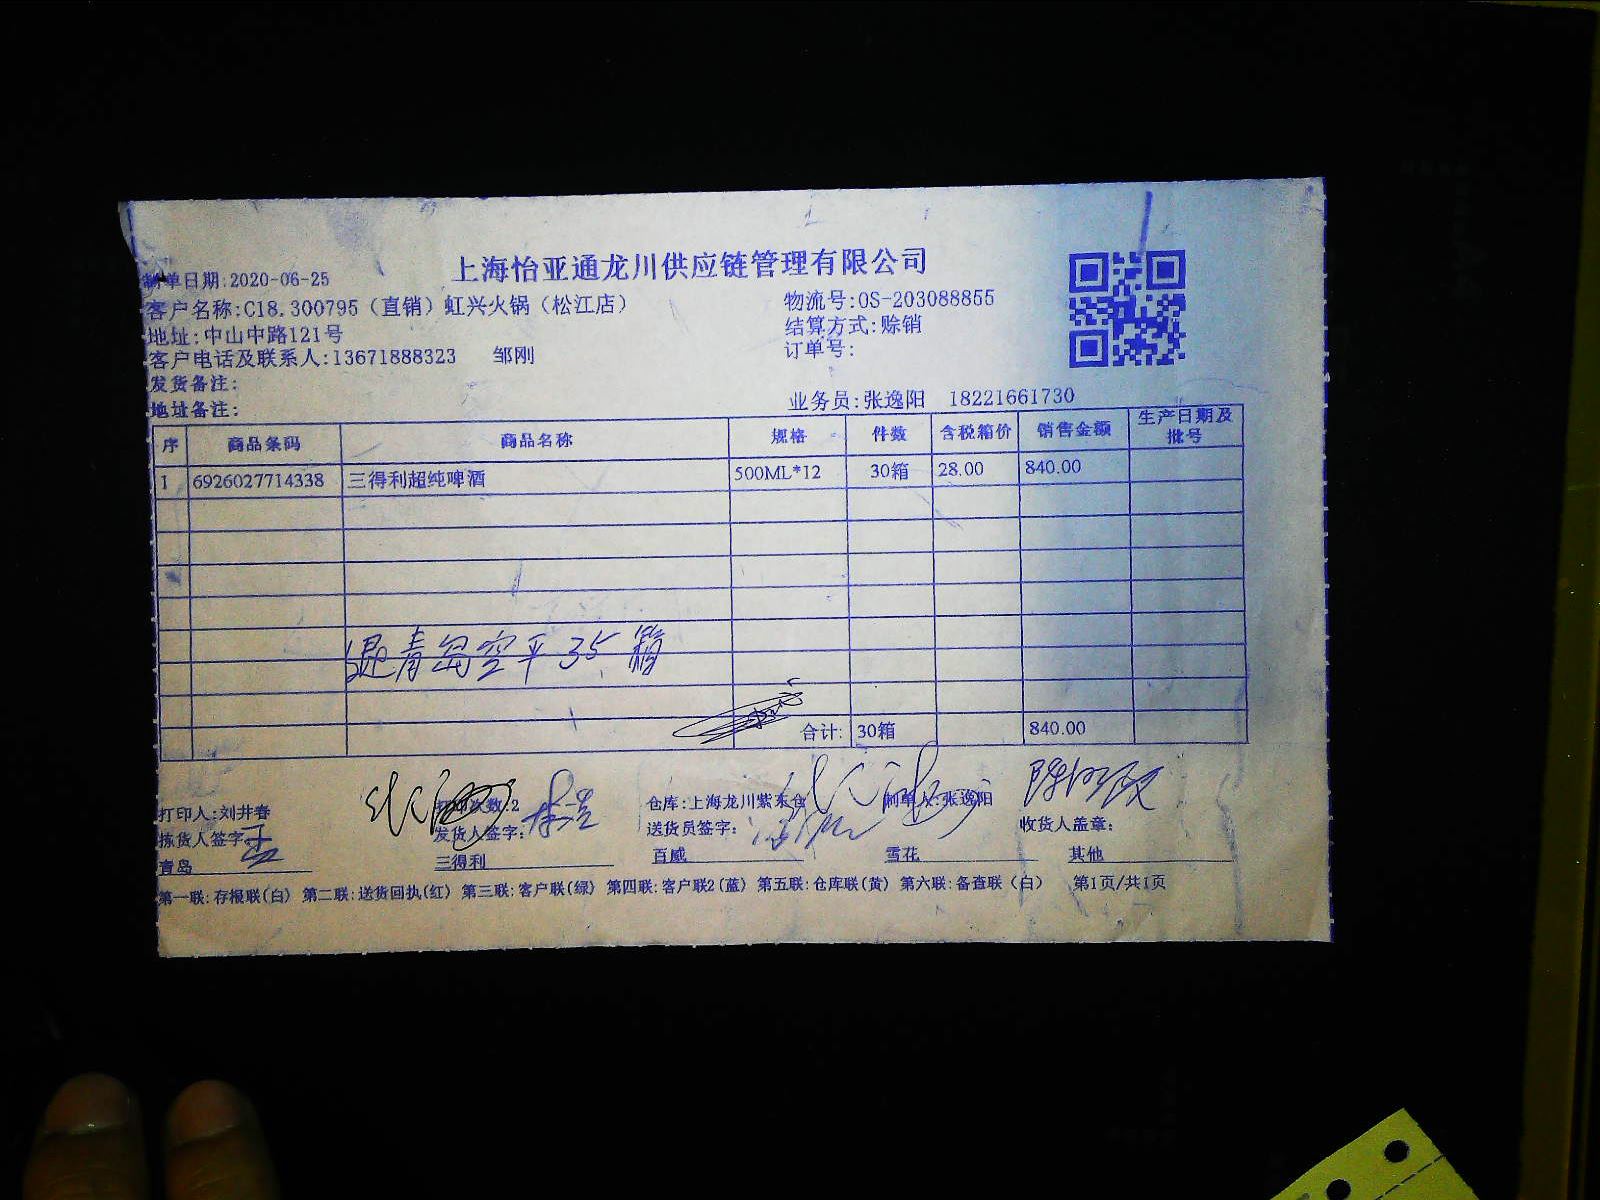 上海怡亚通龙川供应链管理有限公司
制单日期:2020-06-25
客户名称:C18.300795（直销）虹兴火锅（松江店） 物流号:OS-203088855
地址:中山中路121号 结算方式:赊销
客户电话及联系人:13671888323 邹刚 订单号:
发货备注:
地址备注: 业务员:张逸阳 18221661730
序 商品条码 商品名称 规格 件数 含税箱价 销售金额 生产日期及批号
1 6926027714338 三得利超纯啤酒 500ML*12 30箱 28.00 840.00
退青岛空平35箱
合计: 30箱 840.00
打印人:刘井春 打印次数:2 仓库:上海龙川紫东仓 制单人:张逸阳
拣货人签字: 发货人签字: 送货员签字: 收货人盖章:
青岛 三得利 百威 雪花 其他
第一联:存根联(白) 第二联:送货回执(红) 第三联:客户联(绿) 第四联:客户联2(蓝) 第五联:仓库联(黄) 第六联:备查联（白） 第1页/共1页